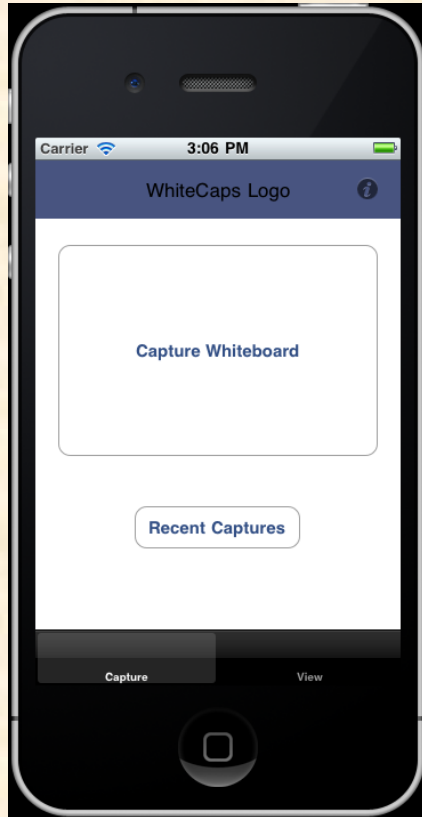 Carrier 3:06 PM
WhiteCaps Logo
Capture Whiteboard
Recent Captures
Capture View